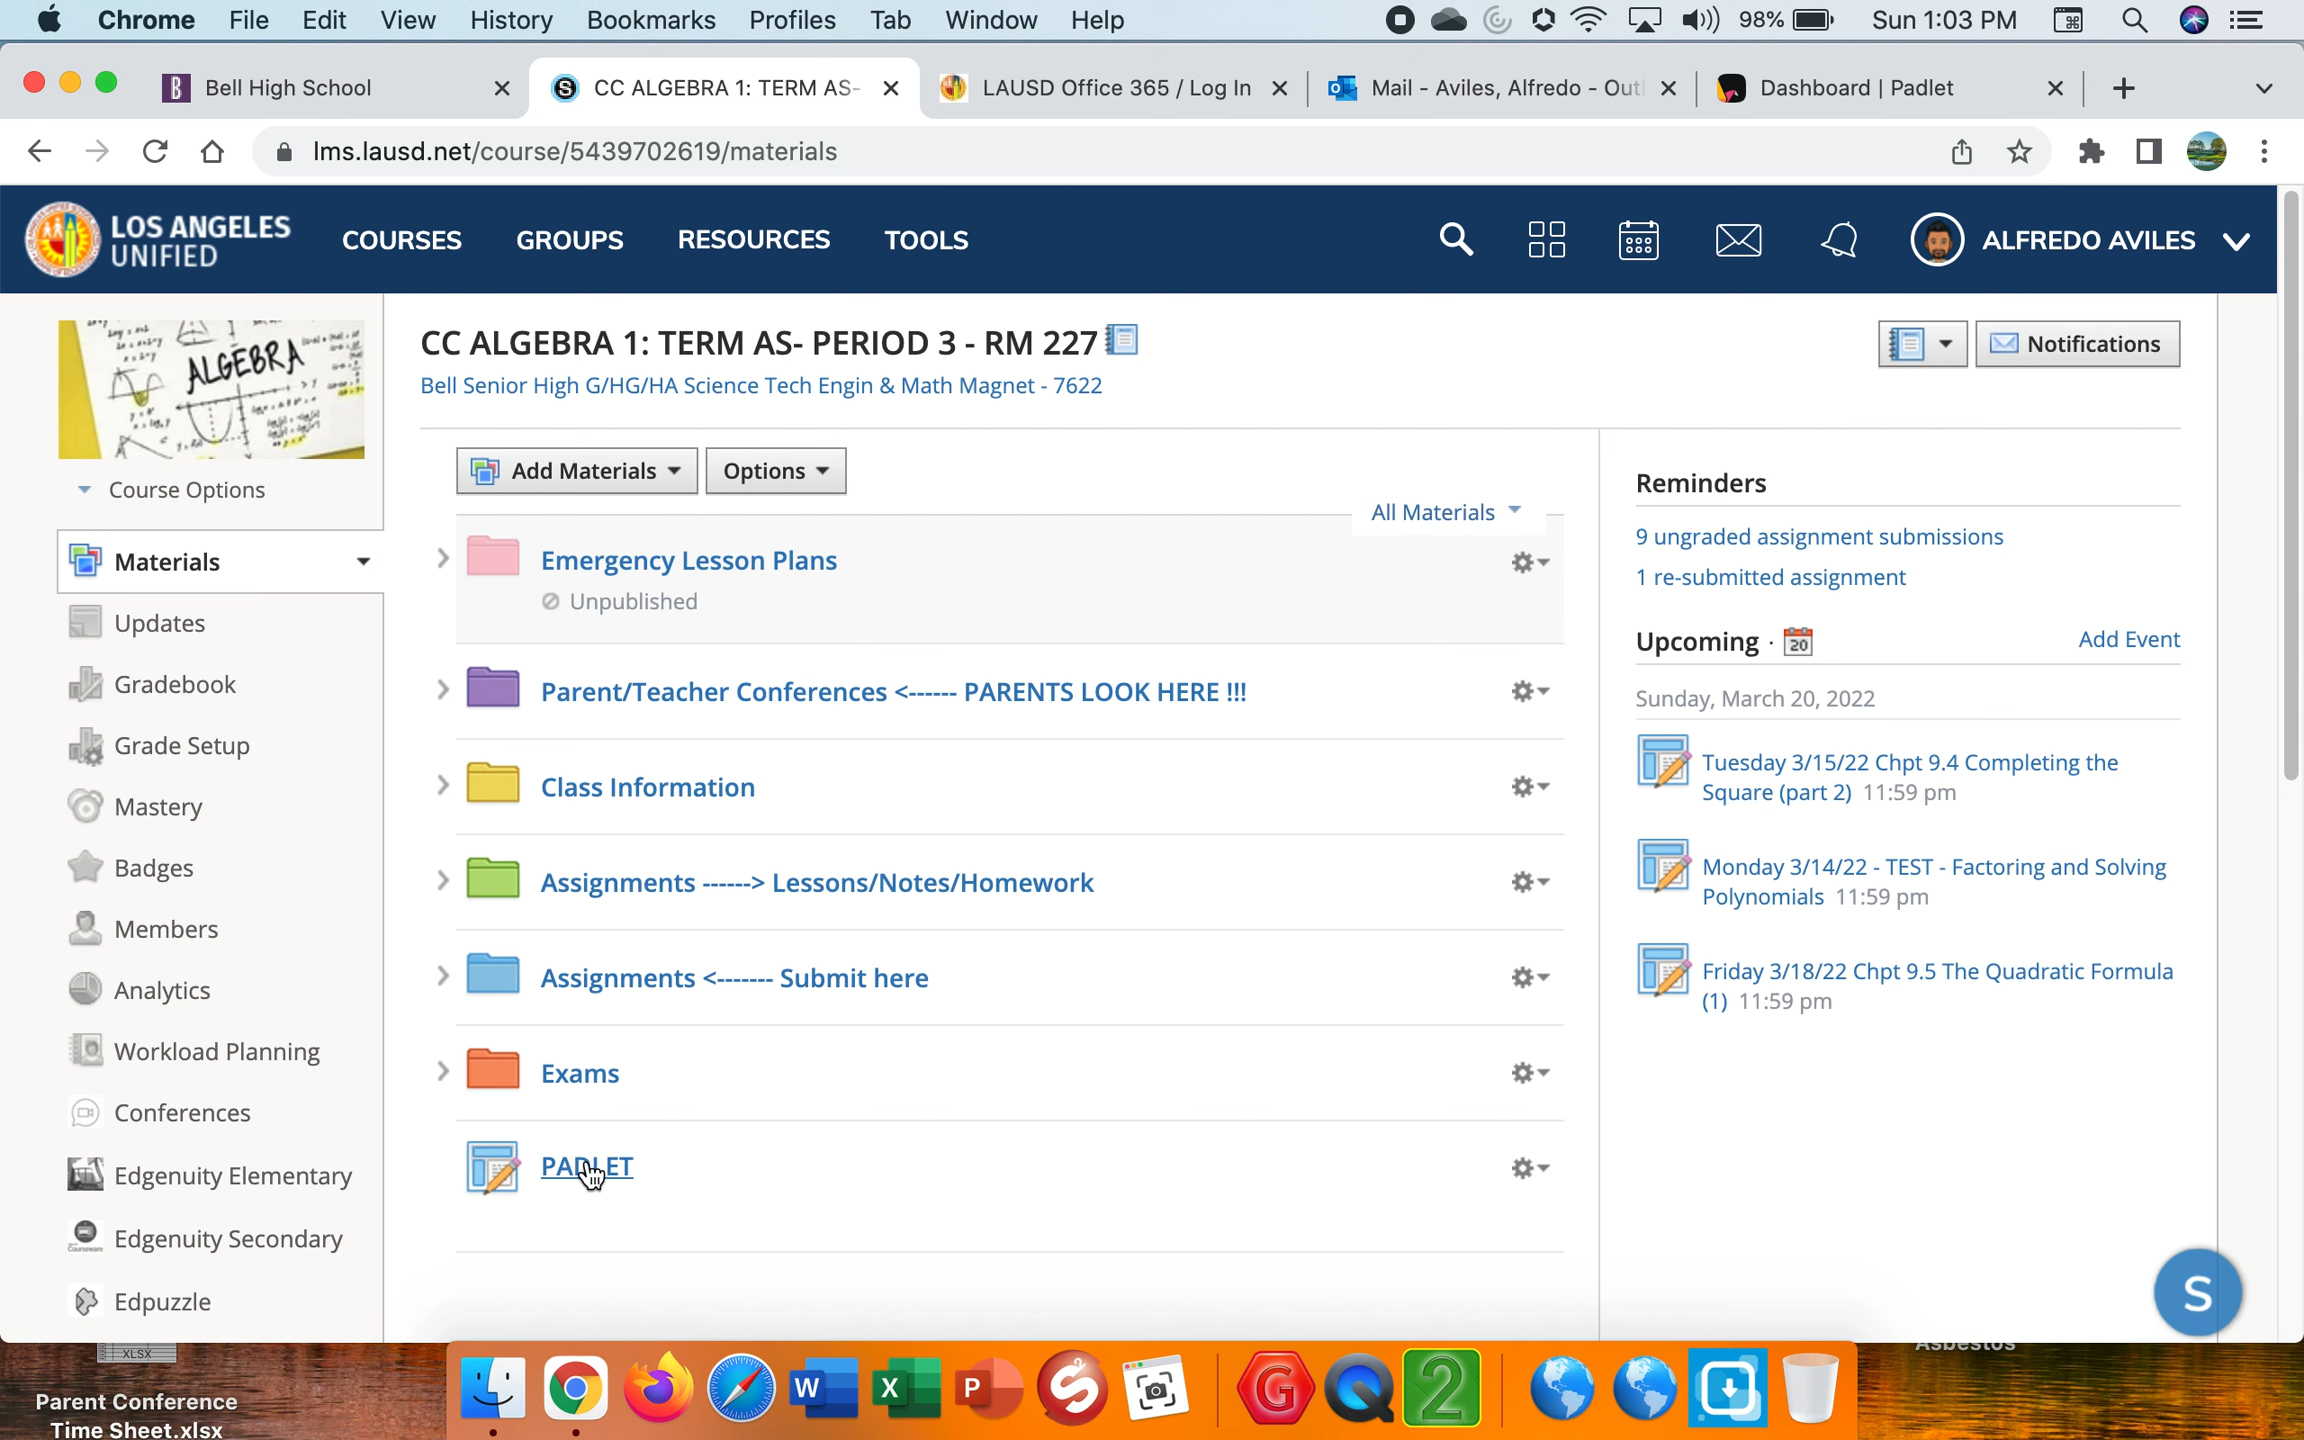 Chrome File Edit View History Bookmarks Profiles Tab Window Help 98% Sun 1:03 PM
Bell High School CC ALGEBRA 1: TERM AS- LAUSD Office 365 / Log In Mail - Aviles, Alfredo - Out Dashboard | Padlet
lms.lausd.net/course/5439702619/materials
LOS ANGELES
UNIFIED
COURSES GROUPS RESOURCES TOOLS ALFREDO AVILES
ALGEBRA
Course Options
Materials
Updates
Gradebook
Grade Setup
Mastery
Badges
Members
Analytics
Workload Planning
Conferences
Edgenuity Elementary
Edgenuity Secondary
Edpuzzle
CC ALGEBRA 1: TERM AS- PERIOD 3 - RM 227
Bell Senior High G/HG/HA Science Tech Engin & Math Magnet - 7622
Notifications
Add Materials Options
All Materials
Emergency Lesson Plans
Unpublished
Parent/Teacher Conferences <------ PARENTS LOOK HERE !!!
Class Information
Assignments ------> Lessons/Notes/Homework
Assignments <------- Submit here
Exams
PADLET
Reminders
9 ungraded assignment submissions
1 re-submitted assignment
Upcoming · 20 Add Event
Sunday, March 20, 2022
Tuesday 3/15/22 Chpt 9.4 Completing the
Square (part 2) 11:59 pm
Monday 3/14/22 - TEST - Factoring and Solving
Polynomials 11:59 pm
Friday 3/18/22 Chpt 9.5 The Quadratic Formula
(1) 11:59 pm
S
XLSX
Parent Conference
Time Sheet.xlsx
Asbestos
W X P S G Q 2